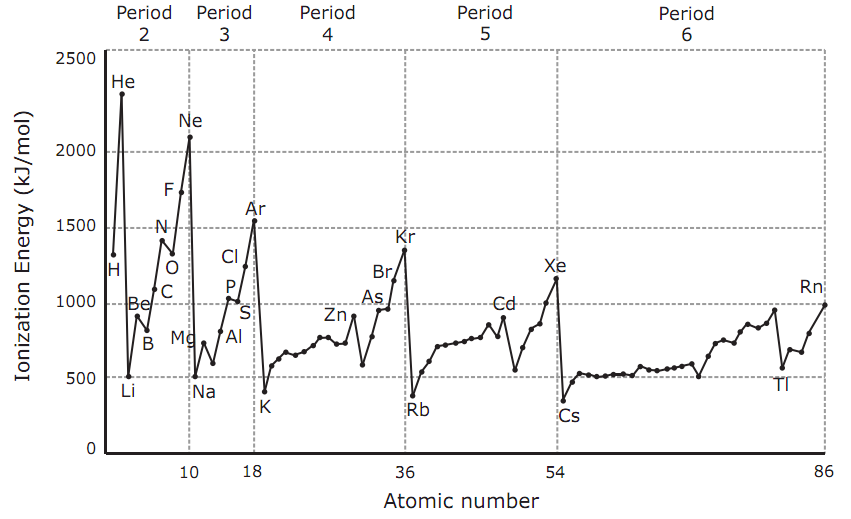 Period 2
Period 3
Period 4
Period 5
Period 6
Ionization Energy (kJ/mol)
2500
2000
1500
1000
500
0
He
Ne
F
Ar
N
Kr
H
O
Cl
Xe
Br
C
P
As
Be
S
Zn
Cd
Rn
B
Mg
Al
Li
Na
K
Rb
Cs
Tl
10
18
36
54
86
Atomic number